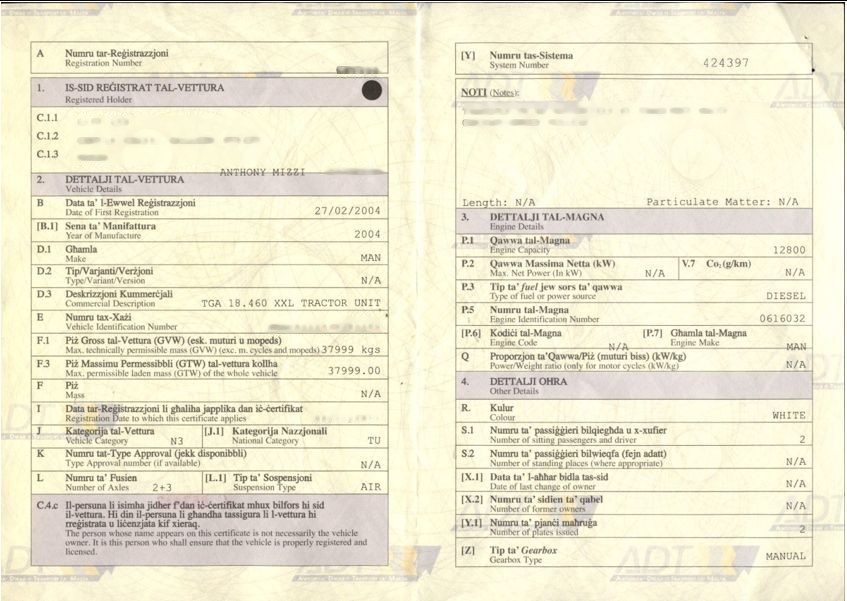 A Numru tar-Reġistrazzjoni
Registration Number
1. IS-SID REĠISTRAT TAL-VETTURA
Registered Holder
C.1.1
C.1.2
C.1.3
ANTHONY MIZZI
2. DETTALJI TAL-VETTURA
Vehicle Details
B Data ta' l-Ewwel Reġistrazzjoni
Date of First Registration 27/02/2004
[B.1] Sena ta' Manifattura
Year of Manufacture 2004
D.1 Għamla
Make MAN
D.2 Tip/Varjanti/Verżjoni
Type/Variant/Version N/A
D.3 Deskrizzjoni Kummerċjali
Commercial Description TGA 18.460 XXL TRACTOR UNIT
E Numru tax-Xażi
Vehicle Identification Number
F.1 Piż Gross tal-Vettura (GVW) (esk. muturi u mopeds)
Max. technically permissible mass (GVW) (exc. m. cycles and mopeds) 37999 kgs
F.3 Piż Massimu Permessibbli (GTW) tal-vettura kollha
Max. permissible laden mass (GTW) of the whole vehicle 37999.00
F Piż
Mass N/A
I Data tar-Reġistrazzjoni li għaliha japplika dan iċ-ċertifikat
Registration Date to which this certificate applies
J Kategorija tal-Vettura [J.1] Kategorija Nazzjonali
Vehicle Category N3 National Category TU
K Numru tat-Type Approval (jekk disponibbli)
Type Approval number (if available) N/A
L Numru ta' Fusien [L.1] Tip ta' Sospensjoni
Number of Axles 2+3 Suspension Type AIR
C.4.c Il-persuna li isimha jidher f'dan iċ-ċertifikat mhux bilfors hi sid
il-vettura. Hi din il-persuna li għandha tassigura li l-vettura hi
rreġistrata u liċenzjata kif xieraq.
The person whose name appears on this certificate is not necessarily the vehicle
owner. It is this person who shall ensure that the vehicle is properly registered and
licensed.
[Y] Numru tas-Sistema
System Number 424397
NOTI (Notes):
Length: N/A Particulate Matter: N/A
3. DETTALJI TAL-MAGNA
Engine Details
P.1 Qawwa tal-Magna
Engine Capacity 12800
P.2 Qawwa Massima Netta (kW) V.7 Co₂(g/km)
Max. Net Power (In kW) N/A N/A
P.3 Tip ta' fuel jew sors ta' qawwa
Type of fuel or power source DIESEL
P.5 Numru tal-Magna
Engine Identification Number 0616032
[P.6] Kodiċi tal-Magna [P.7] Għamla tal-Magna
Engine Code N/A Engine Make MAN
Q Proporzjon ta'Qawwa/Piż (muturi biss) (kW/kg)
Power/Weight ratio (only for motor cycles (kW/kg) N/A
4. DETTALJI OĦRA
Other Details
R. Kulur
Colour WHITE
S.1 Numru ta' passiġġieri bilqiegħda u x-xufier
Number of sitting passengers and driver 2
S.2 Numru ta' passiġġieri bilwieqfa (fejn adatt)
Number of standing places (where appropriate) N/A
[X.1] Data ta' l-aħħar bidla tas-sid
Date of last change of owner N/A
[X.2] Numru ta' sidien ta' qabel
Number of former owners N/A
[Y.1] Numru ta' pjanċi maħruġa
Number of plates issued 2
[Z] Tip ta' Gearbox
Gearbox Type MANUAL